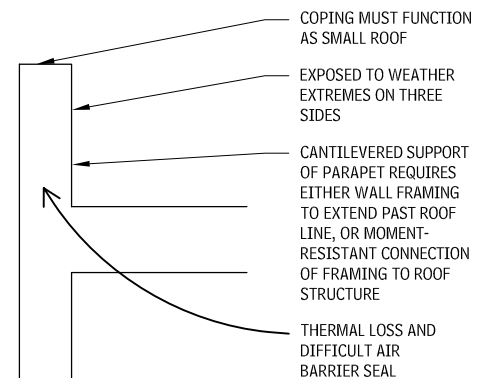 COPING MUST FUNCTION
AS SMALL ROOF
EXPOSED TO WEATHER
EXTREMES ON THREE
SIDES
CANTILEVERED SUPPORT
OF PARAPET REQUIRES
EITHER WALL FRAMING
TO EXTEND PAST ROOF
LINE, OR MOMENT-
RESISTANT CONNECTION
OF FRAMING TO ROOF
STRUCTURE
THERMAL LOSS AND
DIFFICULT AIR
BARRIER SEAL